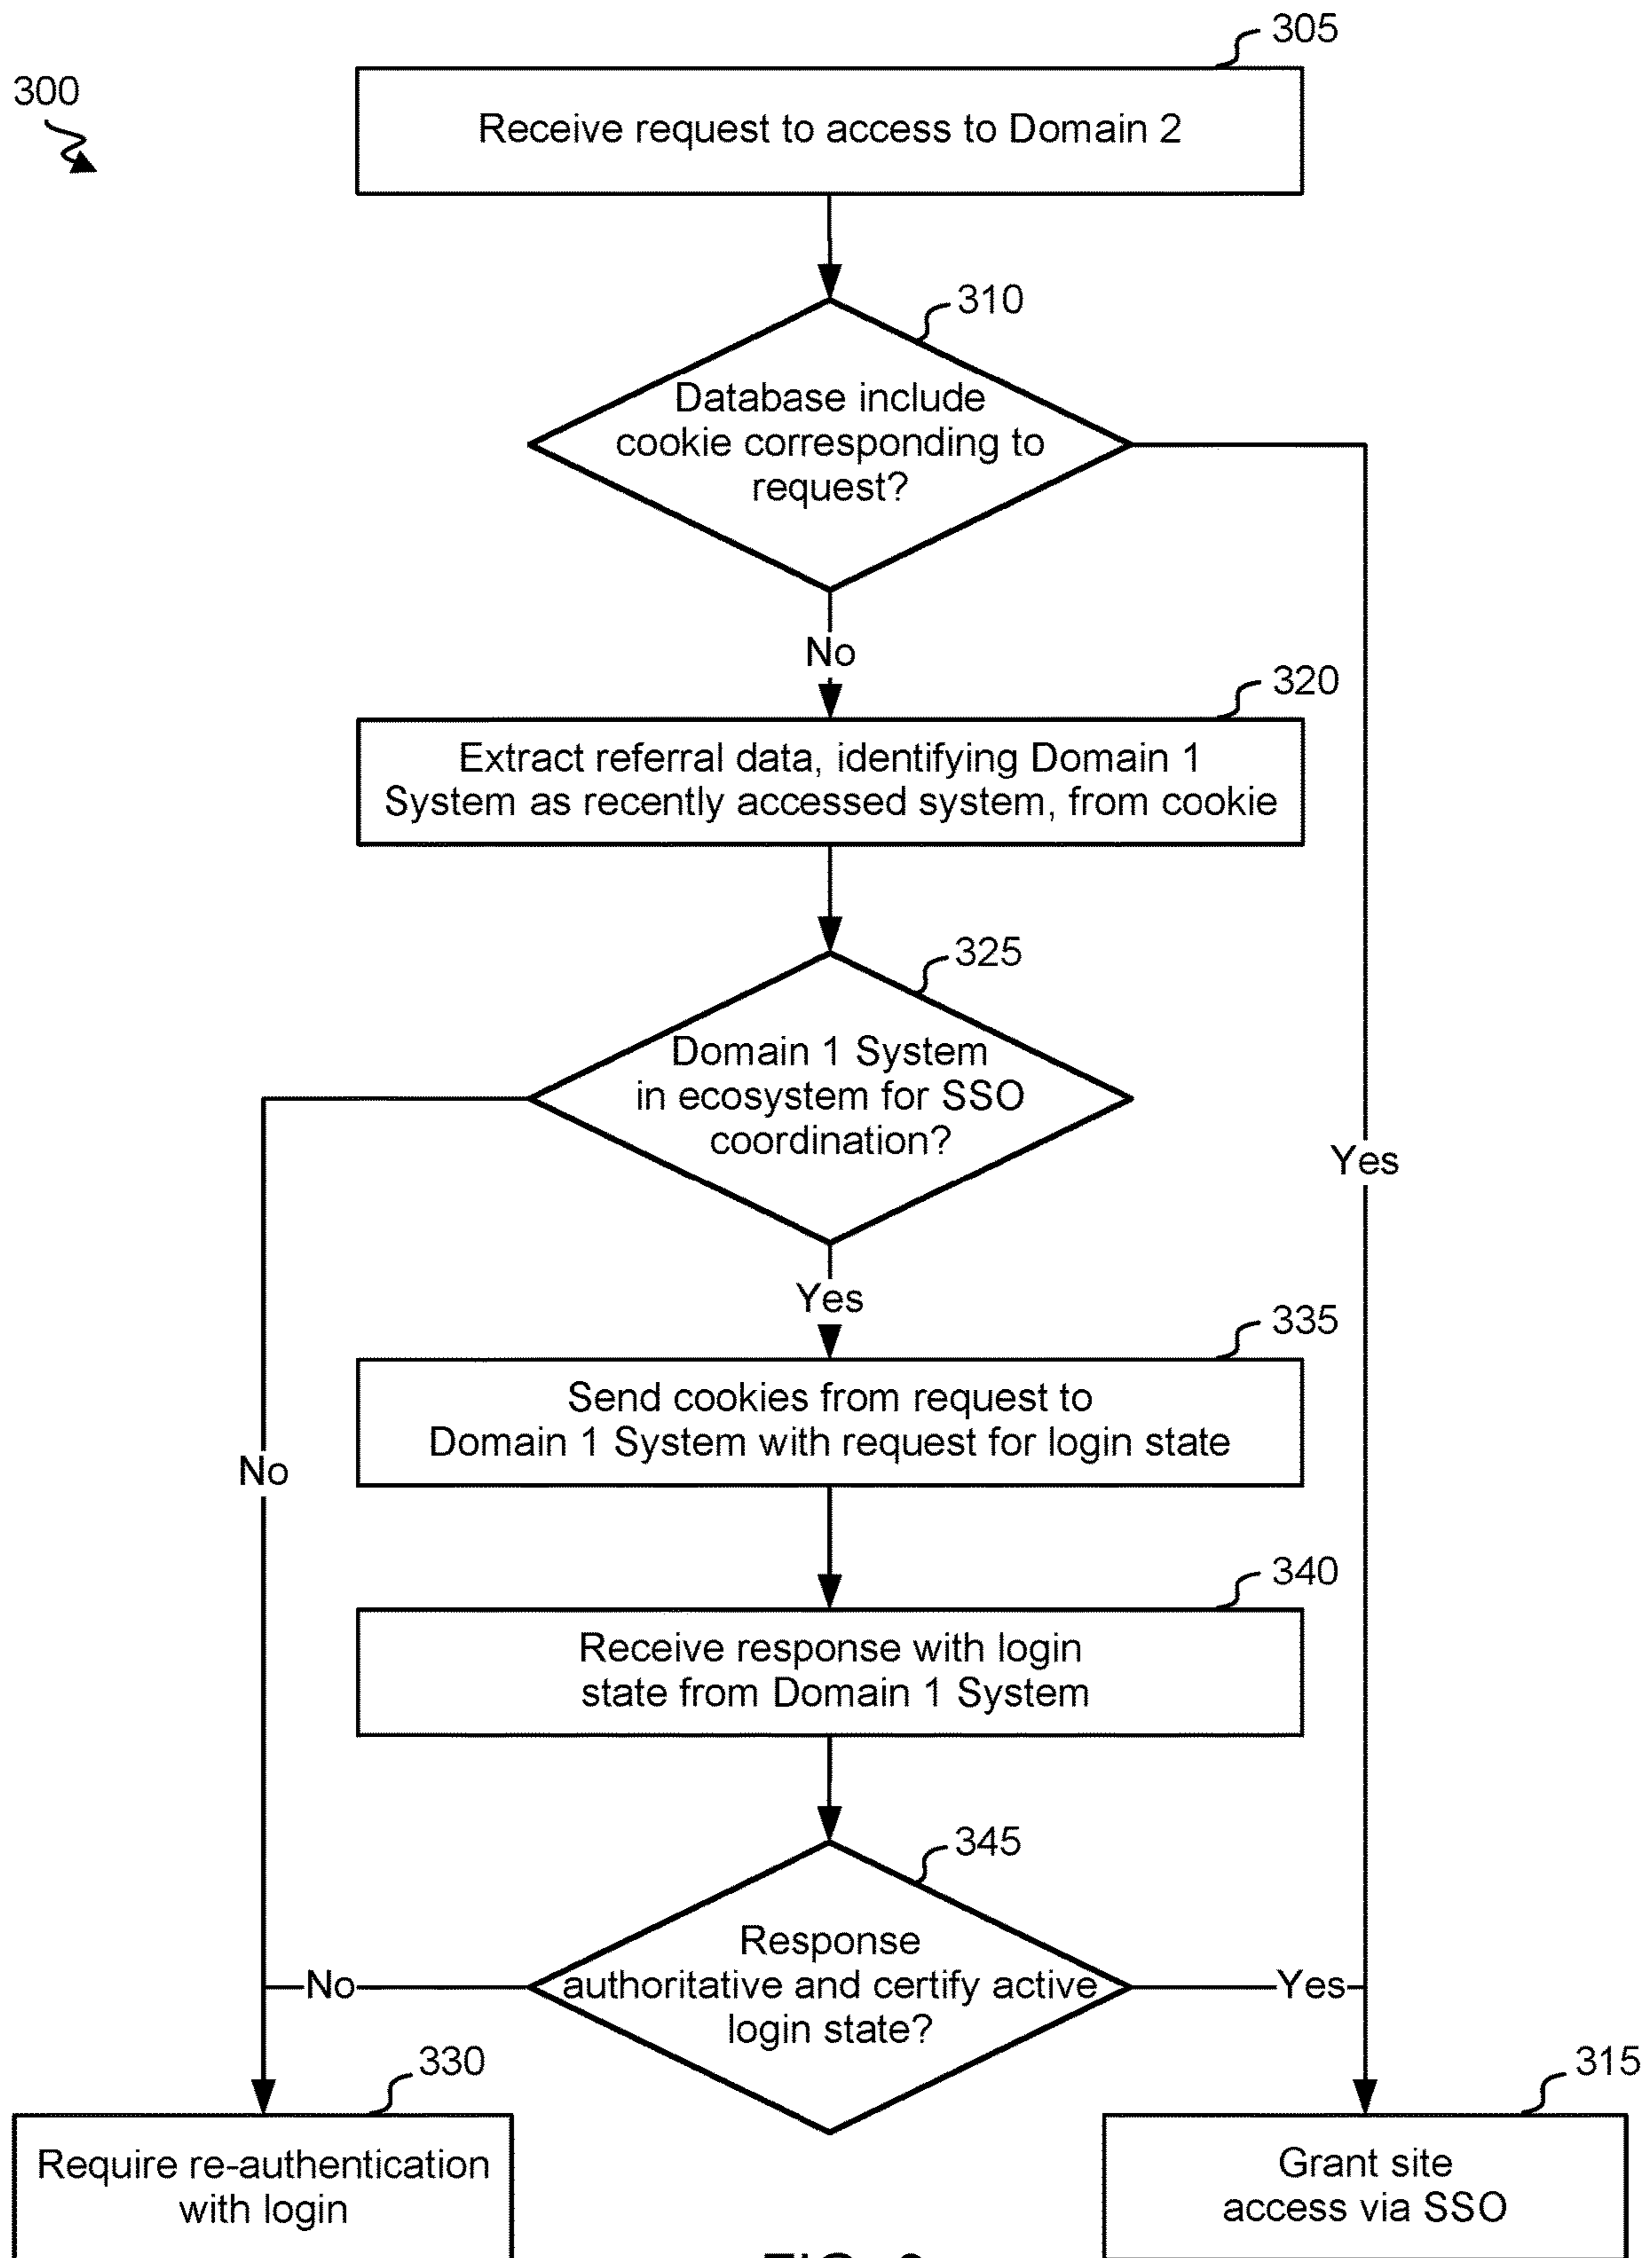 305
300
Receive request to access to Domain 2
310
Database include
cookie corresponding to
request?
No
320
Extract referral data, identifying Domain 1
System as recently accessed system, from cookie
325
Domain 1 System
in ecosystem for SSO
coordination?
Yes
Yes
335
Send cookies from request to
Domain 1 System with request for login state
No
340
Receive response with login
state from Domain 1 System
345
Response
authoritative and certify active
login state?
No
Yes
330
315
Require re-authentication
with login
Grant site
access via SSO